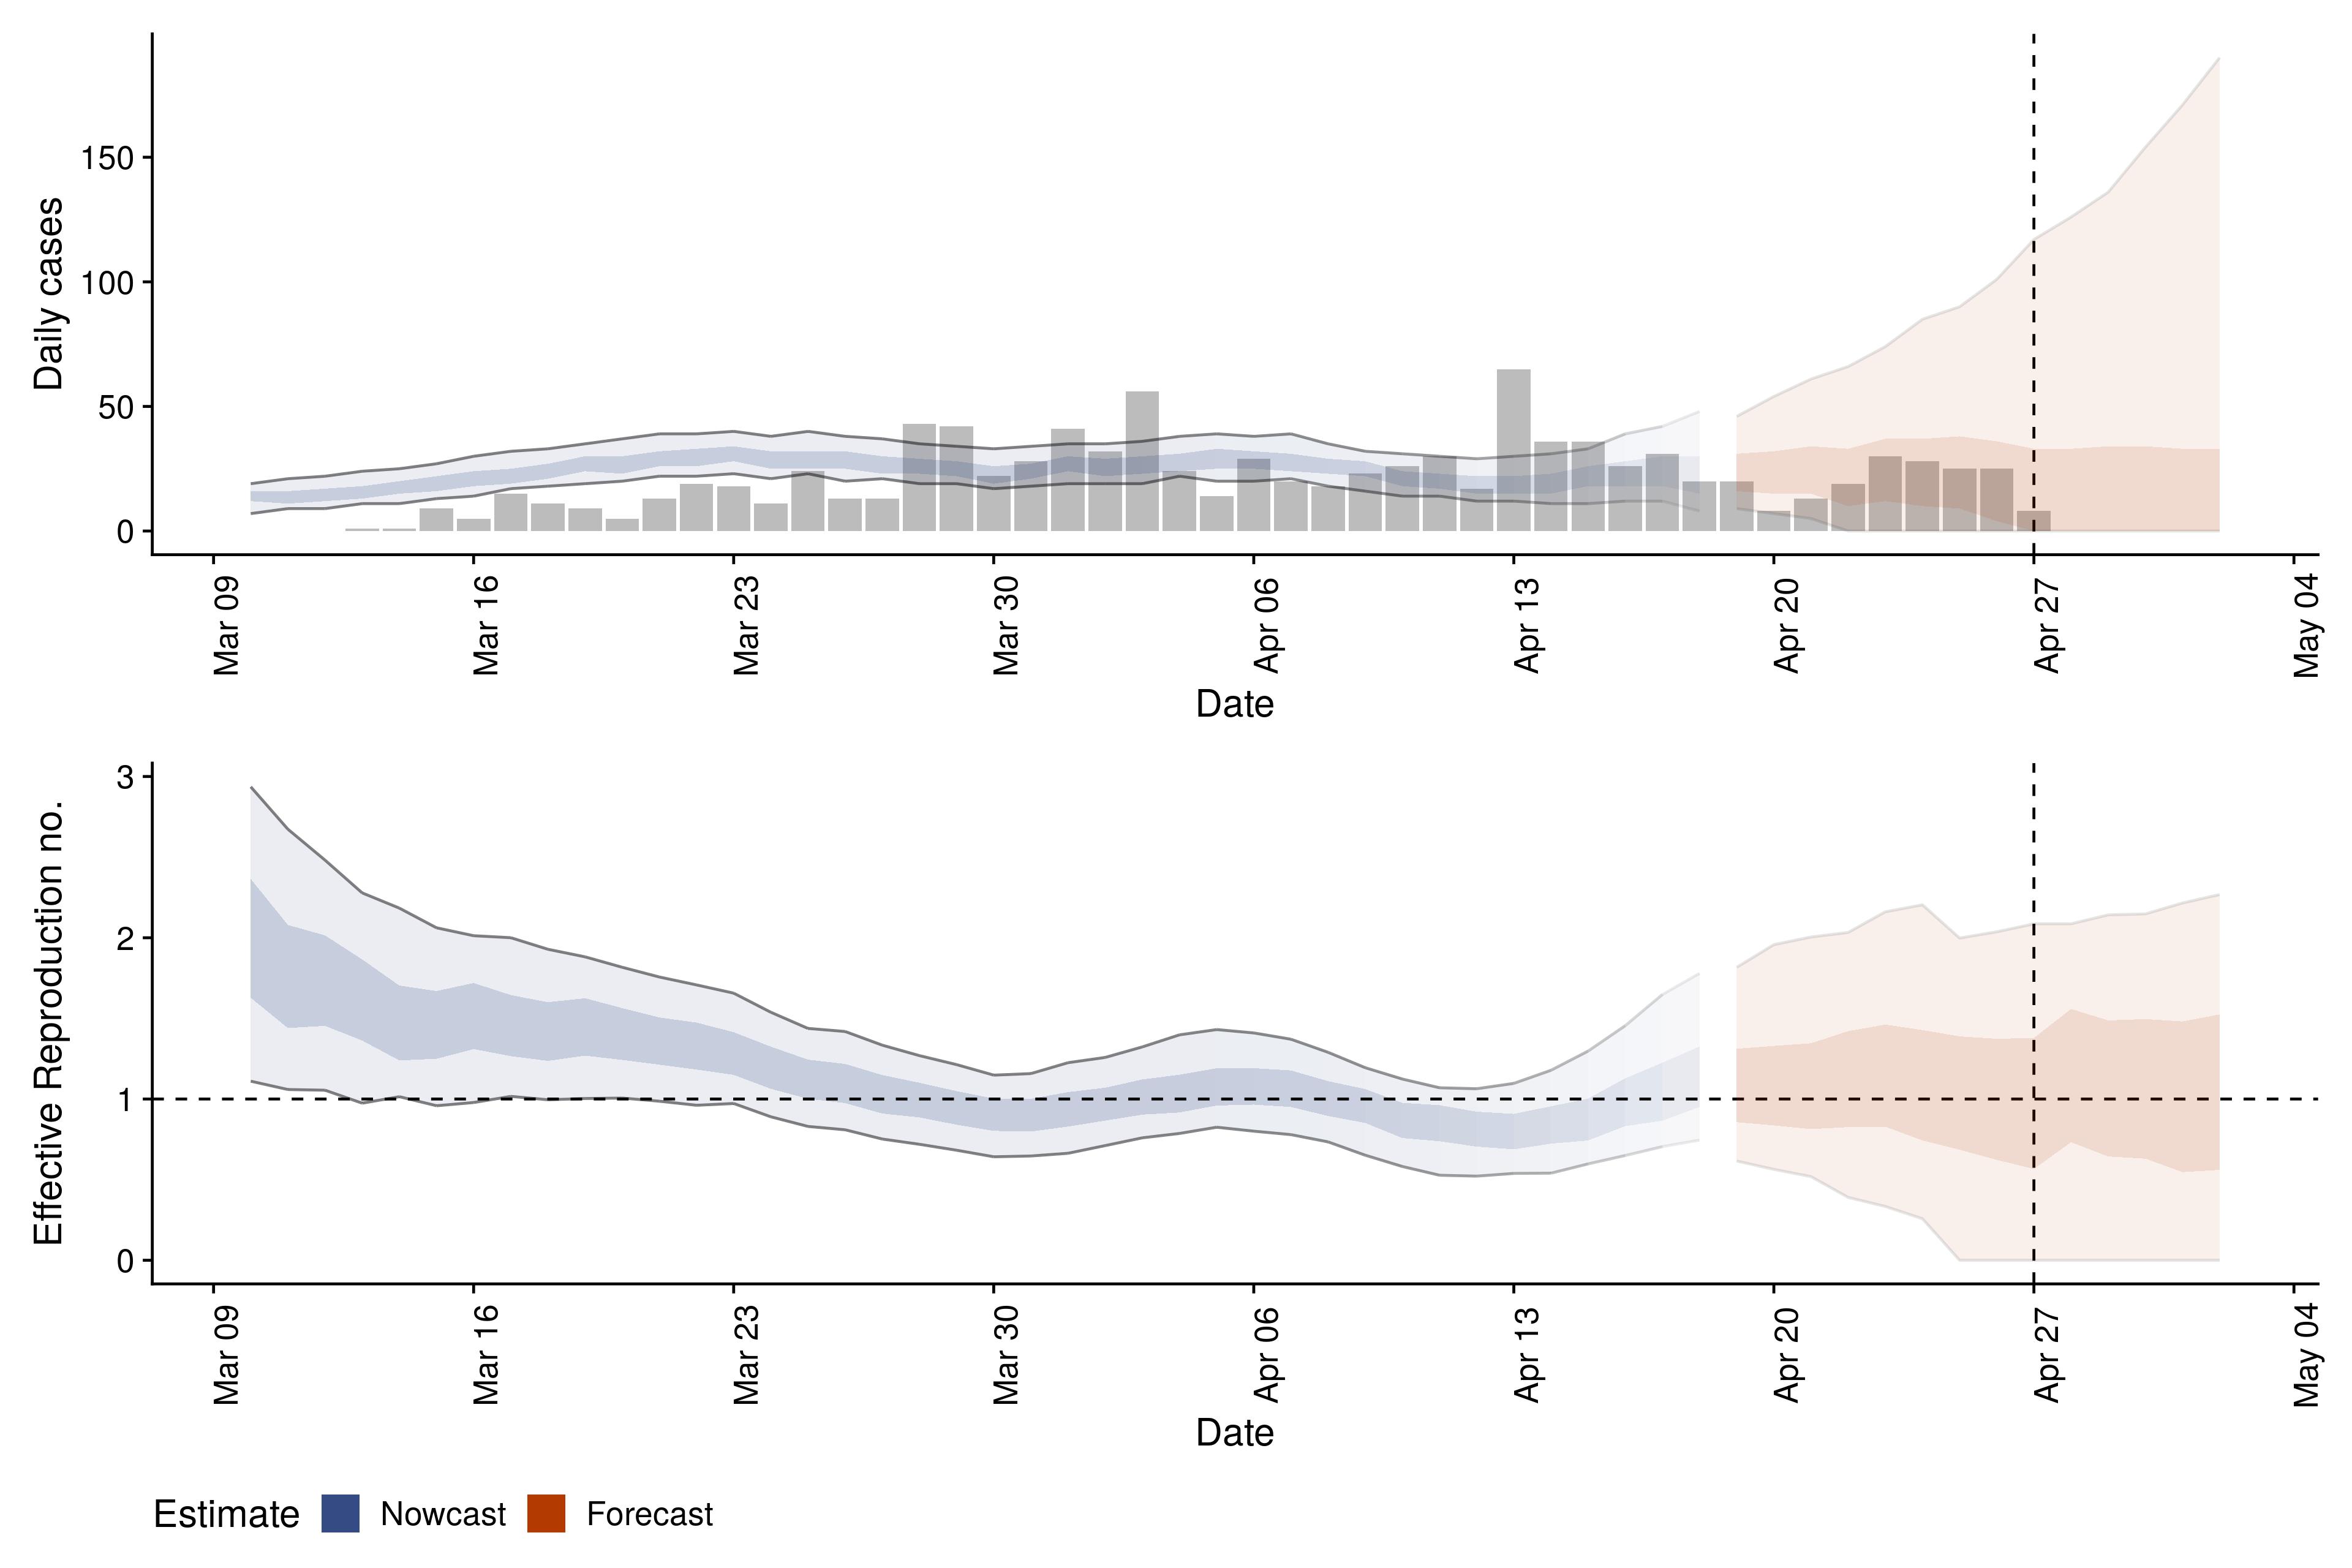 Daily cases
150
100
50
0
Mar 09
Mar 16
Mar 23
Mar 30
Apr 06
Apr 13
Apr 20
Apr 27
May 04
Date
Effective Reproduction no.
3
2
1
0
Mar 09
Mar 16
Mar 23
Mar 30
Apr 06
Apr 13
Apr 20
Apr 27
May 04
Date
Estimate Nowcast Forecast